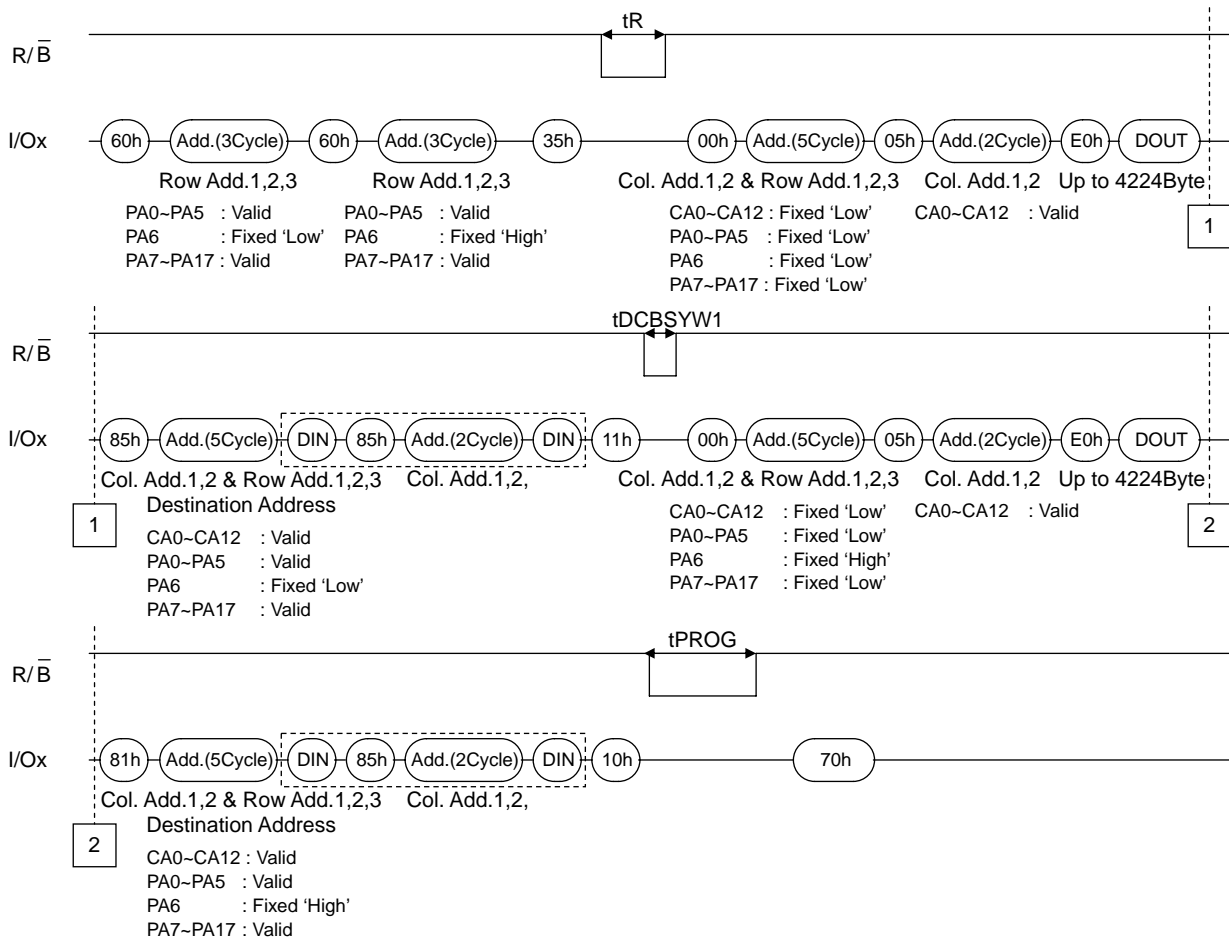 tR
R/B̅
1
I/Ox 60h Add.(3Cycle) 60h Add.(3Cycle) 35h 00h Add.(5Cycle) 05h Add.(2Cycle) E0h DOUT
Row Add.1,2,3 Row Add.1,2,3 Col. Add.1,2 & Row Add.1,2,3 Col. Add.1,2 Up to 4224Byte
PA0~PA5 : Valid PA0~PA5 : Valid CA0~CA12 : Fixed ‘Low’ CA0~CA12 : Valid
PA6 : Fixed ‘Low’ PA6 : Fixed ‘High’ PA0~PA5 : Fixed ‘Low’
PA7~PA17 : Valid PA7~PA17 : Valid PA6 : Fixed ‘Low’
PA7~PA17 : Fixed ‘Low’
tDCBSYW1
R/B̅
I/Ox 85h Add.(5Cycle) DIN 85h Add.(2Cycle) DIN 11h 00h Add.(5Cycle) 05h Add.(2Cycle) E0h DOUT
Col. Add.1,2 & Row Add.1,2,3 Col. Add.1,2, Col. Add.1,2 & Row Add.1,2,3 Col. Add.1,2 Up to 4224Byte
1 Destination Address CA0~CA12 : Fixed ‘Low’ CA0~CA12 : Valid 2
CA0~CA12 : Valid PA0~PA5 : Fixed ‘Low’
PA0~PA5 : Valid PA6 : Fixed ‘High’
PA6 : Fixed ‘Low’ PA7~PA17 : Fixed ‘Low’
PA7~PA17 : Valid
tPROG
R/B̅
I/Ox 81h Add.(5Cycle) DIN 85h Add.(2Cycle) DIN 10h 70h
Col. Add.1,2 & Row Add.1,2,3 Col. Add.1,2,
2 Destination Address
CA0~CA12 : Valid
PA0~PA5 : Valid
PA6 : Fixed ‘High’
PA7~PA17 : Valid